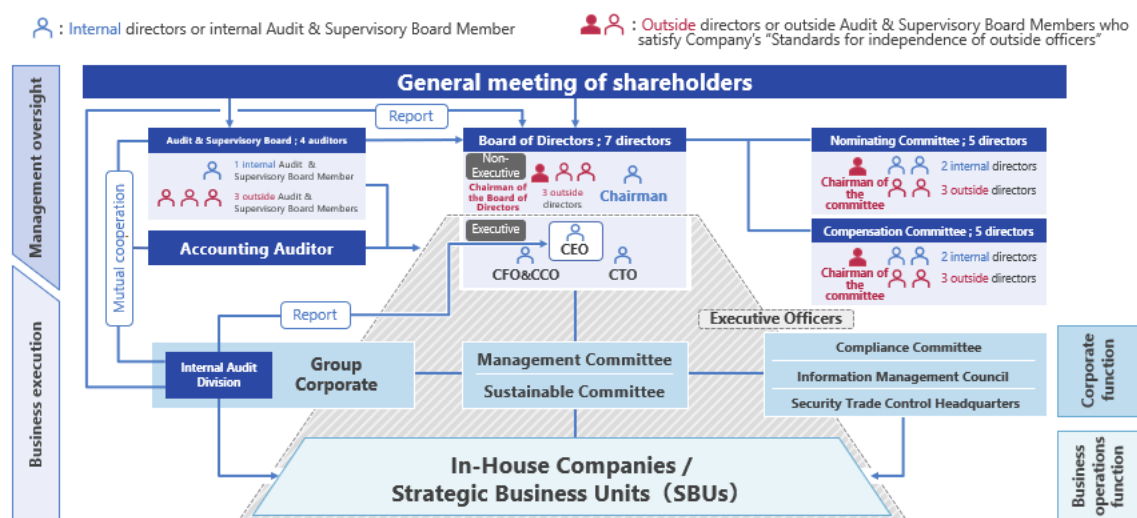 : Internal directors or internal Audit & Supervisory Board Member
: Outside directors or outside Audit & Supervisory Board Members who
satisfy Company's "Standards for independence of outside officers"
Management oversight
General meeting of shareholders
Report
Audit & Supervisory Board ; 4 auditors
1 internal Audit &
Supervisory Board Member
3 outside Audit &
Supervisory Board Members
Board of Directors ; 7 directors
Non-
Executive
Chairman of
the Board of
Directors
3 outside
directors
Chairman
Nominating Committee ; 5 directors
Chairman of
the
committee
2 internal directors
3 outside directors
Mutual cooperation
Accounting Auditor
Executive
CEO
CFO&CCO
CTO
Compensation Committee ; 5 directors
Chairman of
the
committee
2 internal directors
3 outside directors
Business execution
Report
Executive Officers
Internal Audit
Division
Group
Corporate
Management Committee
Sustainable Committee
Compliance Committee
Information Management Council
Security Trade Control Headquarters
Corporate
function
In-House Companies /
Strategic Business Units（SBUs）
Business
operations
function